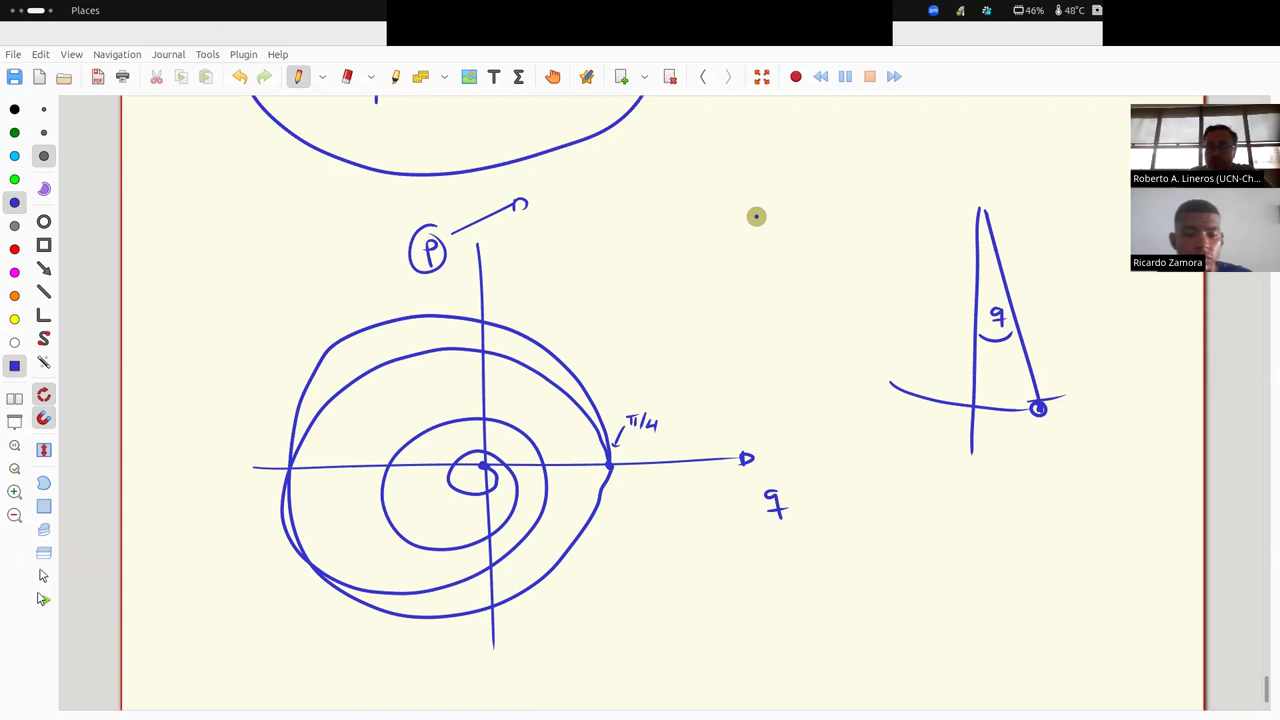 Places
46%
48°C
File Edit View Navigation Journal Tools Plugin Help
Roberto A. Lineros (UCN-Ch...
Ricardo Zamora
p
q
π/4
q